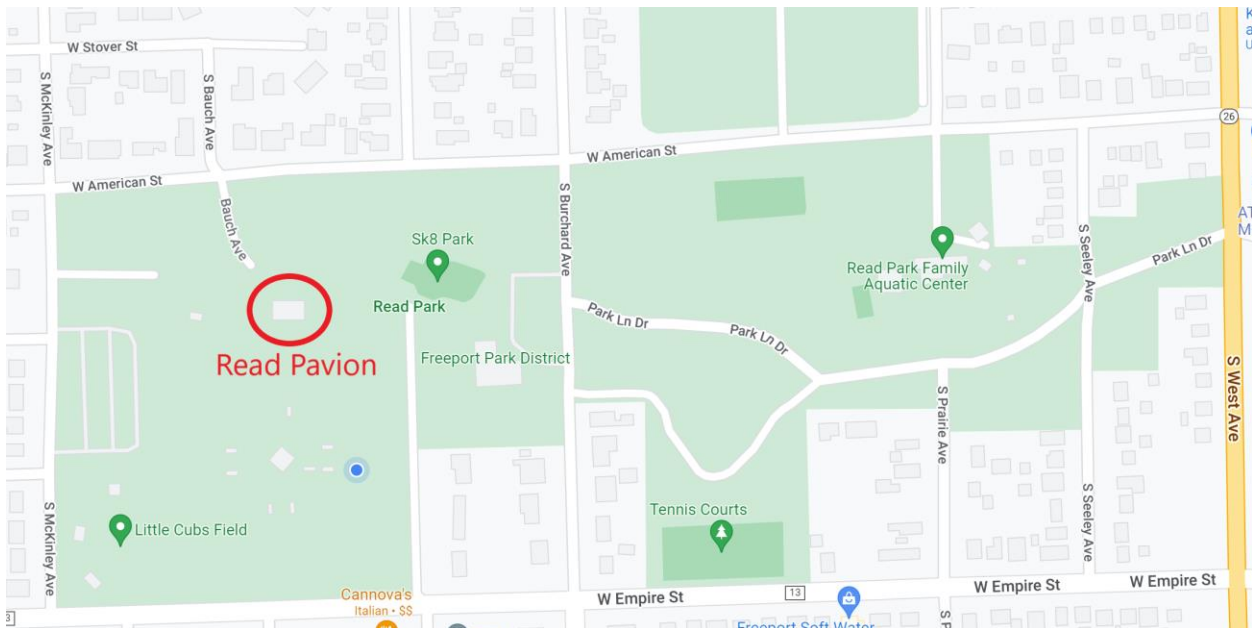 W Stover St
S McKinley Ave
S Bauch Ave
26
W American St
W American St
Bauch Ave
S Burchard Ave
Sk8 Park
Read Park
Read Park Family
Aquatic Center
S Seeley Ave
Park Ln Dr
Park Ln Dr
Park Ln Dr
Read Pavion
Freeport Park District
S West Ave
S Prairie Ave
S McKinley Ave
Little Cubs Field
Tennis Courts
S Seeley Ave
Cannova's
Italian • $$
W Empire St
13
W Empire St
W Empire St
Freeport Soft Water